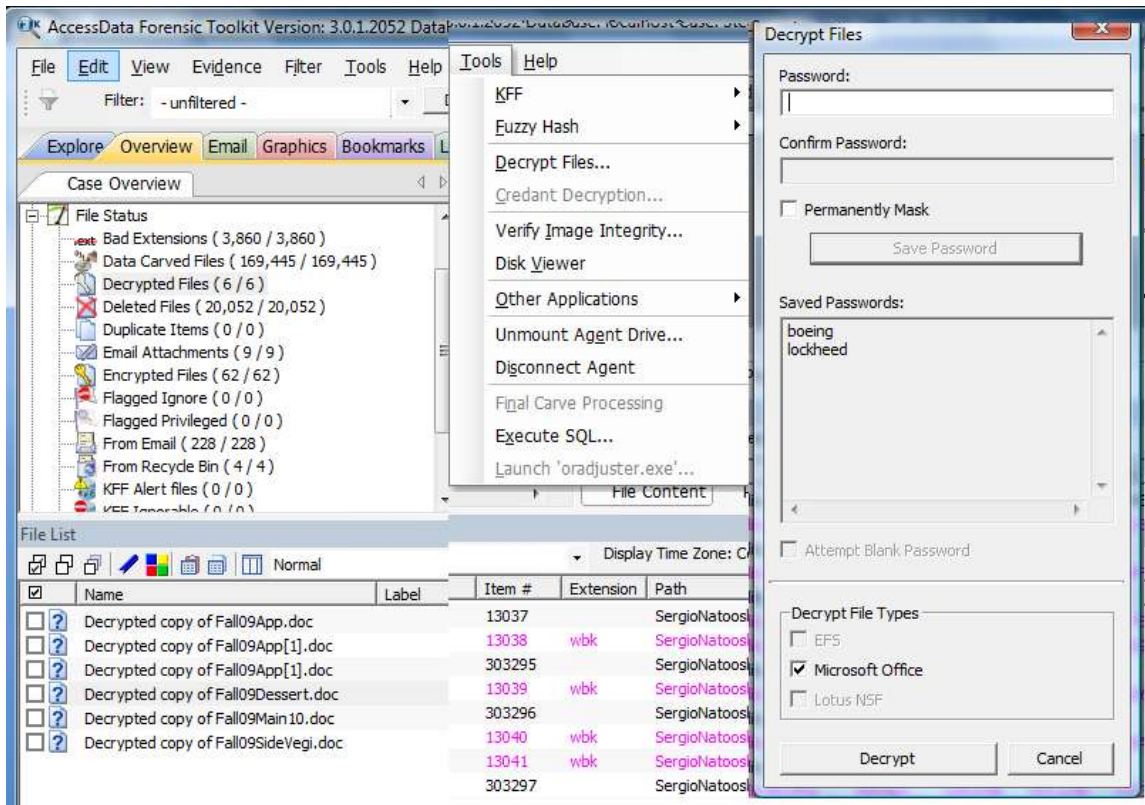 AccessData Forensic Toolkit Version: 3.0.1.2052
File Edit View Evidence Filter Tools Help
Filter: - unfiltered -
Explore Overview Email Graphics Bookmarks
Case Overview
File Status
Bad Extensions ( 3,860 / 3,860 )
Data Carved Files ( 169,445 / 169,445 )
Decrypted Files ( 6 / 6 )
Deleted Files ( 20,052 / 20,052 )
Duplicate Items ( 0 / 0 )
Email Attachments ( 9 / 9 )
Encrypted Files ( 62 / 62 )
Flagged Ignore ( 0 / 0 )
Flagged Privileged ( 0 / 0 )
From Email ( 228 / 228 )
From Recycle Bin ( 4 / 4 )
KFF Alert files ( 0 / 0 )
File List
Normal
Name Label
Decrypted copy of Fall09App.doc
Decrypted copy of Fall09App[1].doc
Decrypted copy of Fall09App[1].doc
Decrypted copy of Fall09Dessert.doc
Decrypted copy of Fall09Main10.doc
Decrypted copy of Fall09SideVegi.doc
Tools Help
KFF
Fuzzy Hash
Decrypt Files...
Credant Decryption...
Verify Image Integrity...
Disk Viewer
Other Applications
Unmount Agent Drive...
Disconnect Agent
Final Carve Processing
Execute SQL...
Launch 'oradjuster.exe'...
File Content
Display Time Zone:
Item # Extension Path
13037
13038 wbk
303295
13039 wbk
303296
13040 wbk
13041 wbk
303297
Decrypt Files
Password:
Confirm Password:
Permanently Mask
Save Password
Saved Passwords:
boeing
lockheed
Attempt Blank Password
Decrypt File Types
EFS
Microsoft Office
Lotus NSF
Decrypt Cancel